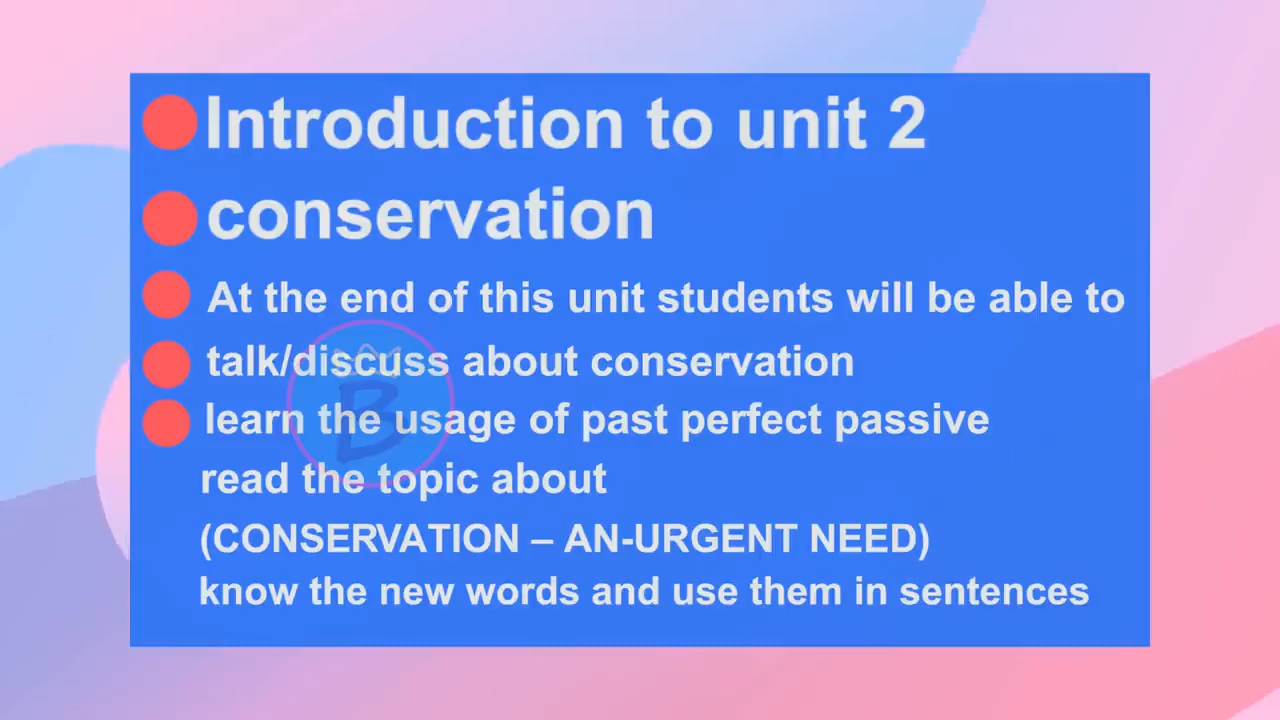 Introduction to unit 2
conservation
At the end of this unit students will be able to
talk/discuss about conservation
learn the usage of past perfect passive
read the topic about
(CONSERVATION – AN-URGENT NEED)
know the new words and use them in sentences
B